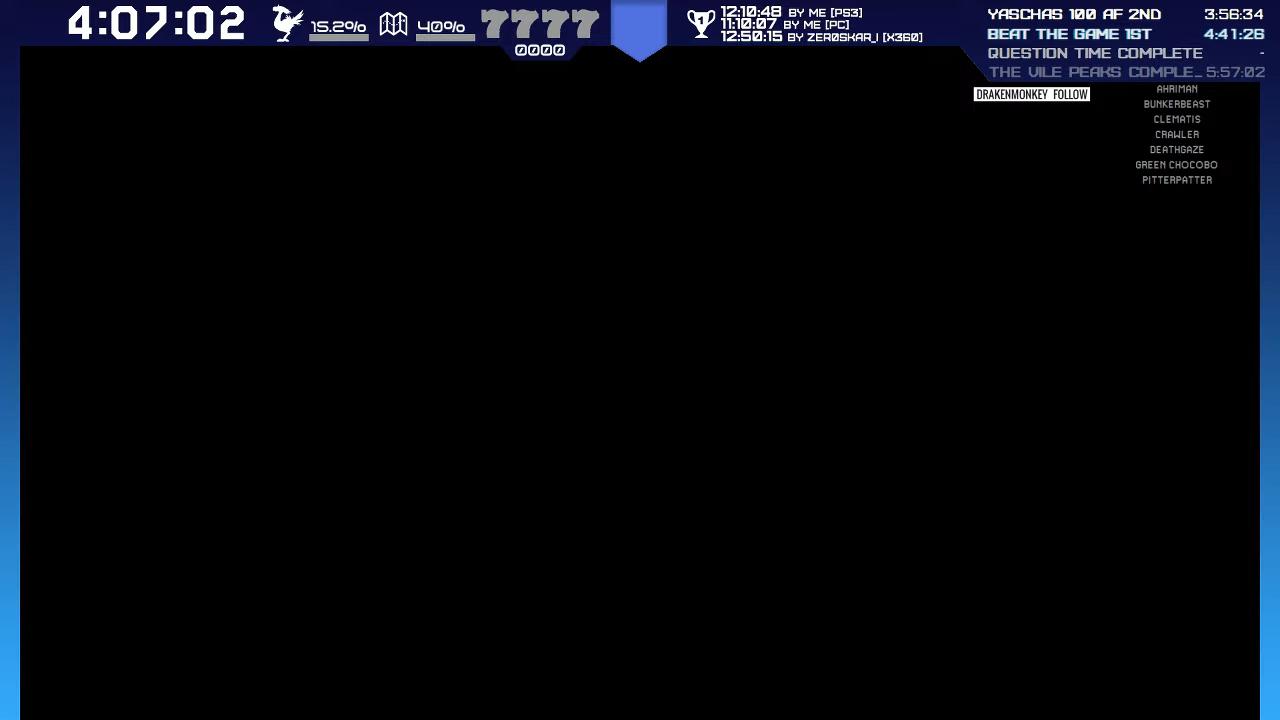 4:07:02
15.2%
40%
7777
0000
1
12:10:48 BY ME [PS3]
11:10:07 BY ME [PC]
12:50:15 BY ZER0SKAR_I [X360]
YASCHAS 100 AF 2ND 3:56:34
BEAT THE GAME 1ST 4:41:26
QUESTION TIME COMPLETE -
THE VILE PEAKS COMPLE_ 5:57:02
DRAKENMONKEY FOLLOW
AHRIMAN
BUNKERBEAST
CLEMATIS
CRAWLER
DEATHGAZE
GREEN CHOCOBO
PITTERPATTER